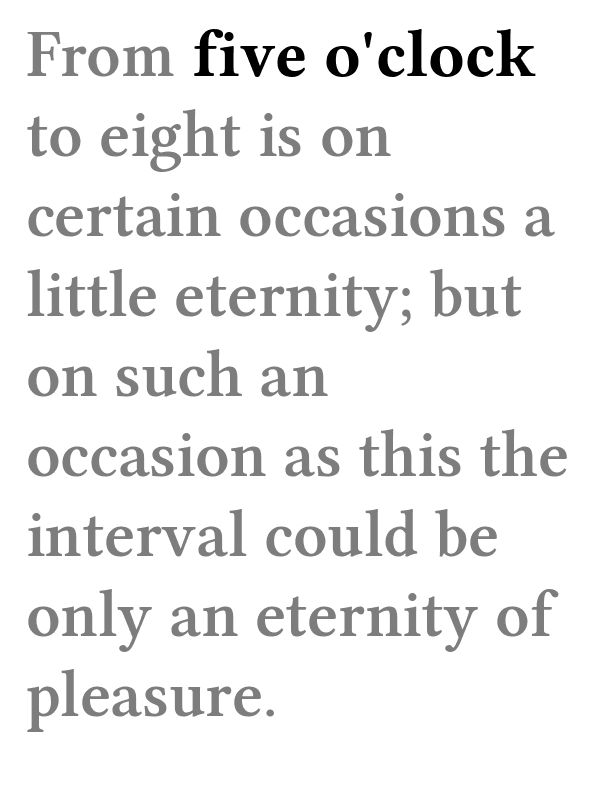 From five o'clock
to eight is on
certain occasions a
little eternity; but
on such an
occasion as this the
interval could be
only an eternity of
pleasure.